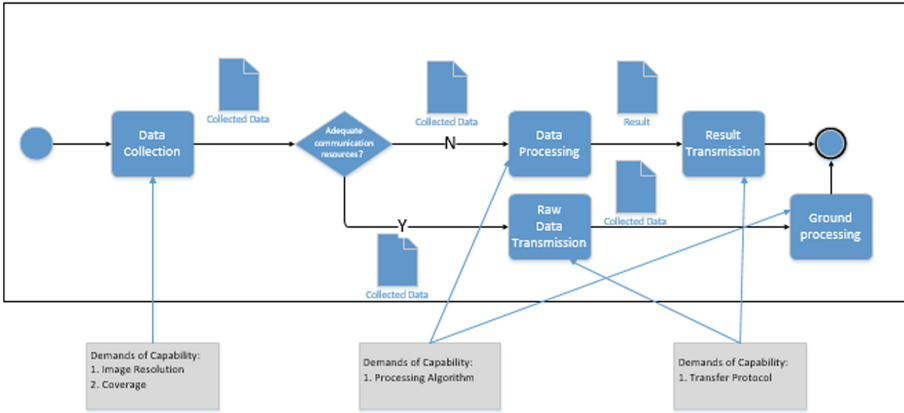 Collected Data
Collected Data
Result
Data
Collection
Adequate
communication
resources?
N
Data
Processing
Result
Transmission
Collected Data
Y
Raw
Data
Transmission
Ground
processing
Collected Data
Demands of Capability:
1. Image Resolution
2. Coverage
Demands of Capability:
1. Processing Algorithm
Demands of Capability:
1. Transfer Protocol